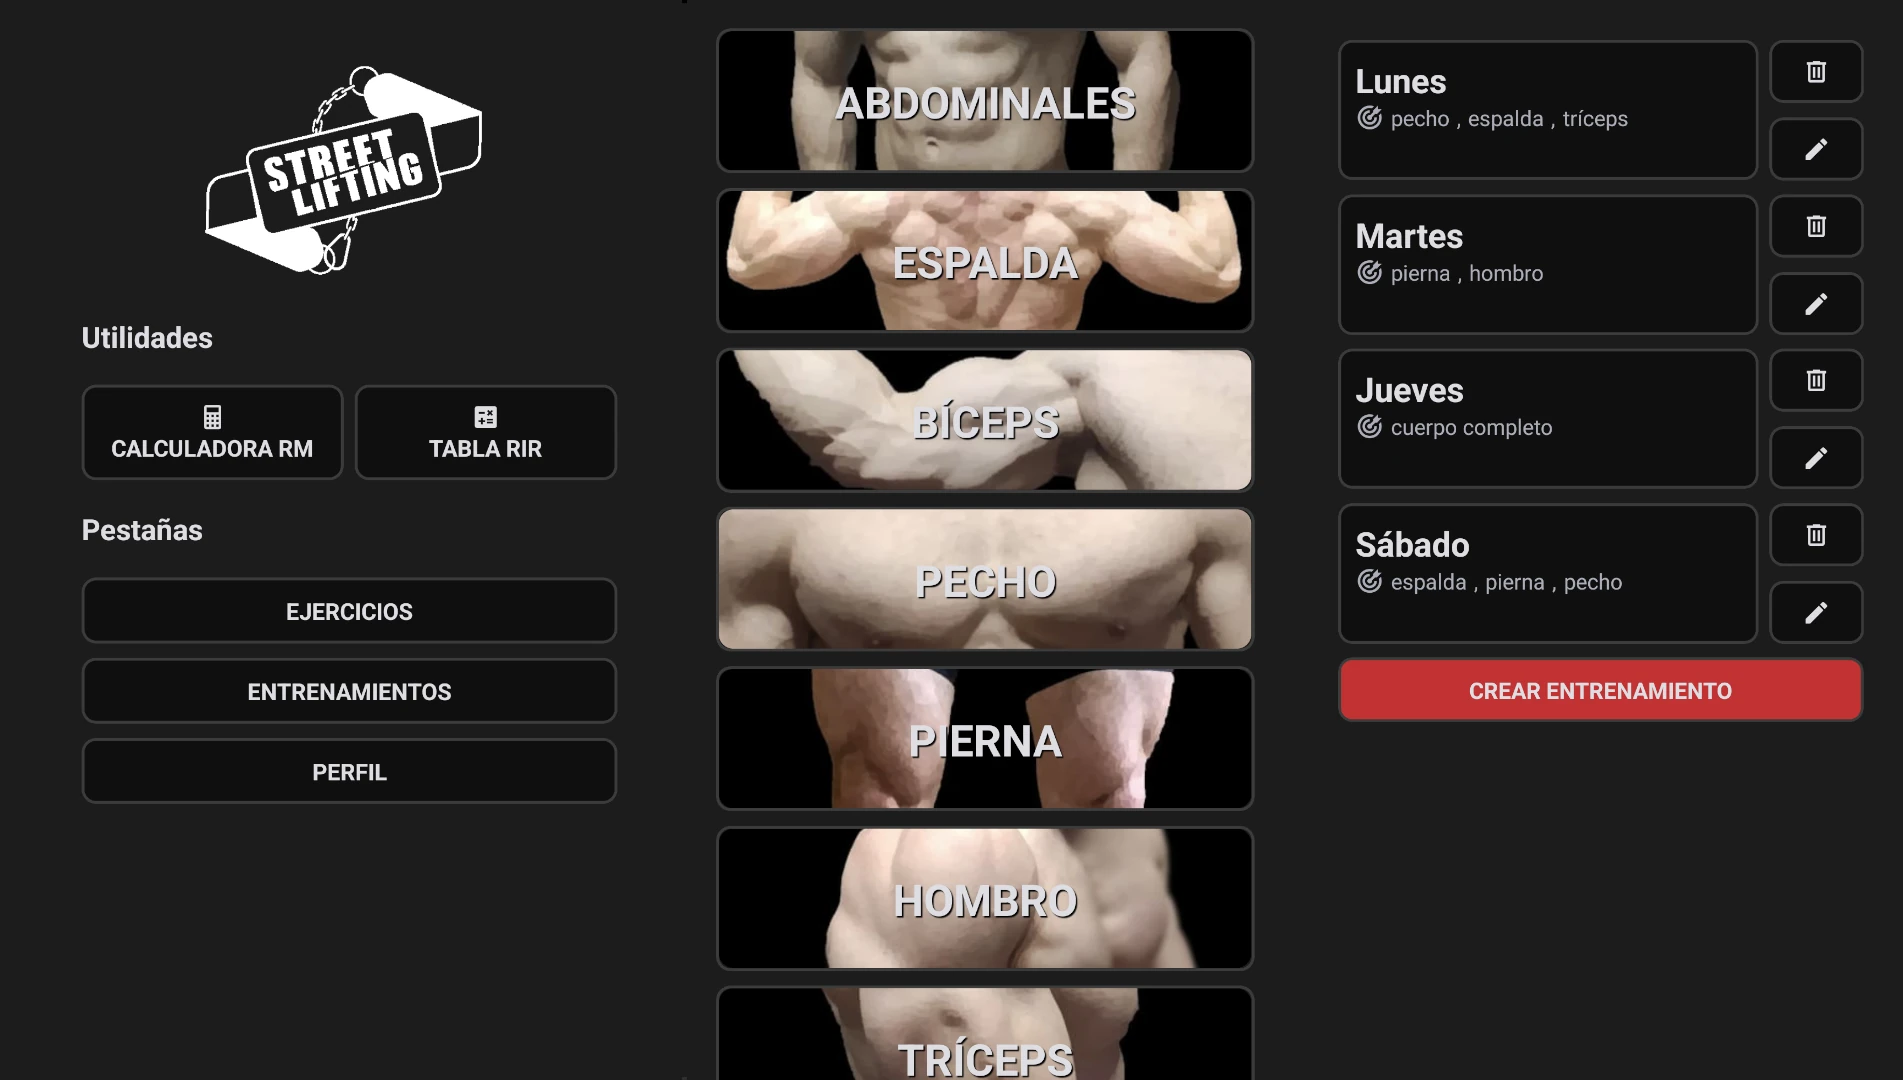 STREET
LIFTING
Utilidades
CALCULADORA RM
TABLA RIR
Pestañas
EJERCICIOS
ENTRENAMIENTOS
PERFIL
ABDOMINALES
ESPALDA
BÍCEPS
PECHO
PIERNA
HOMBRO
TRÍCEPS
Lunes
pecho , espalda , tríceps
Martes
pierna , hombro
Jueves
cuerpo completo
Sábado
espalda , pierna , pecho
CREAR ENTRENAMIENTO